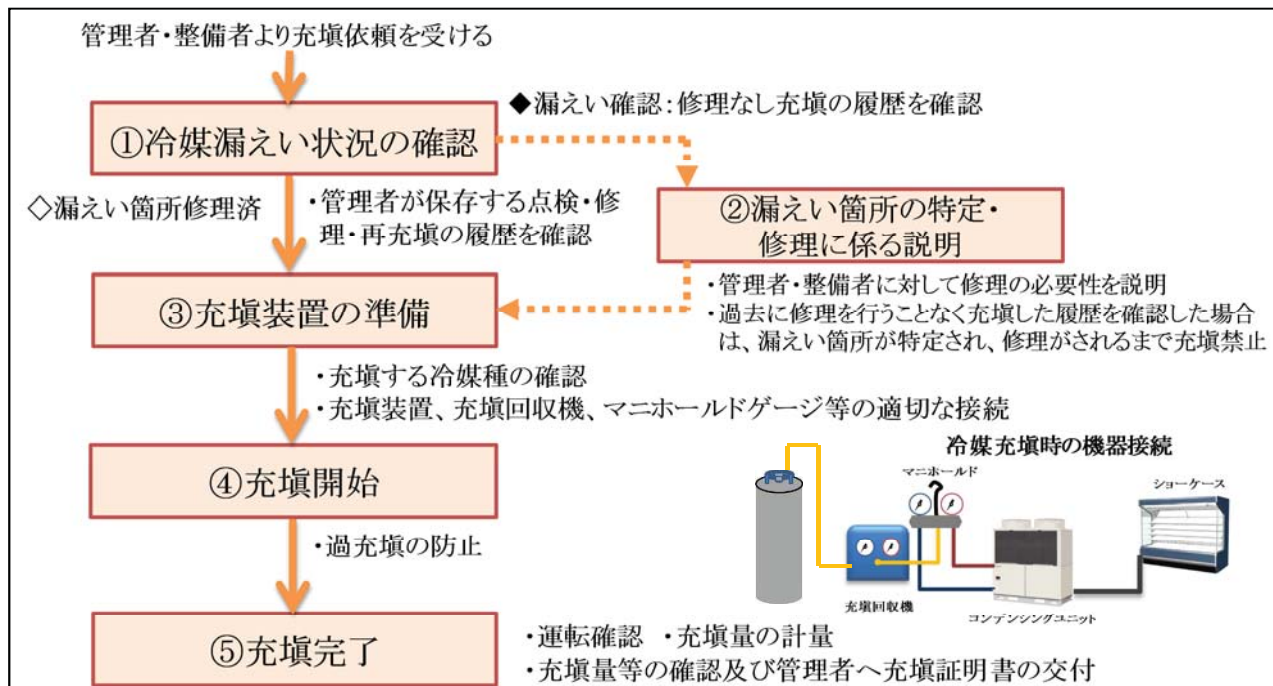 管理者・整備者より充塡依頼を受ける
◆漏えい確認：修理なし充塡の履歴を確認
①冷媒漏えい状況の確認
◇漏えい箇所修理済
・管理者が保存する点検・修
理・再充塡の履歴を確認
②漏えい箇所の特定・
修理に係る説明
・管理者・整備者に対して修理の必要性を説明
・過去に修理を行うことなく充塡した履歴を確認した場合
は、漏えい箇所が特定され、修理がされるまで充塡禁止
③充塡装置の準備
・充塡する冷媒種の確認
・充塡装置、充塡回収機、マニホールドゲージ等の適切な接続
冷媒充塡時の機器接続
マニホールド
ショーケース
④充塡開始
・過充塡の防止
充塡回収機
コンデンシングユニット
⑤充塡完了
・運転確認 ・充塡量の計量
・充塡量等の確認及び管理者へ充塡証明書の交付